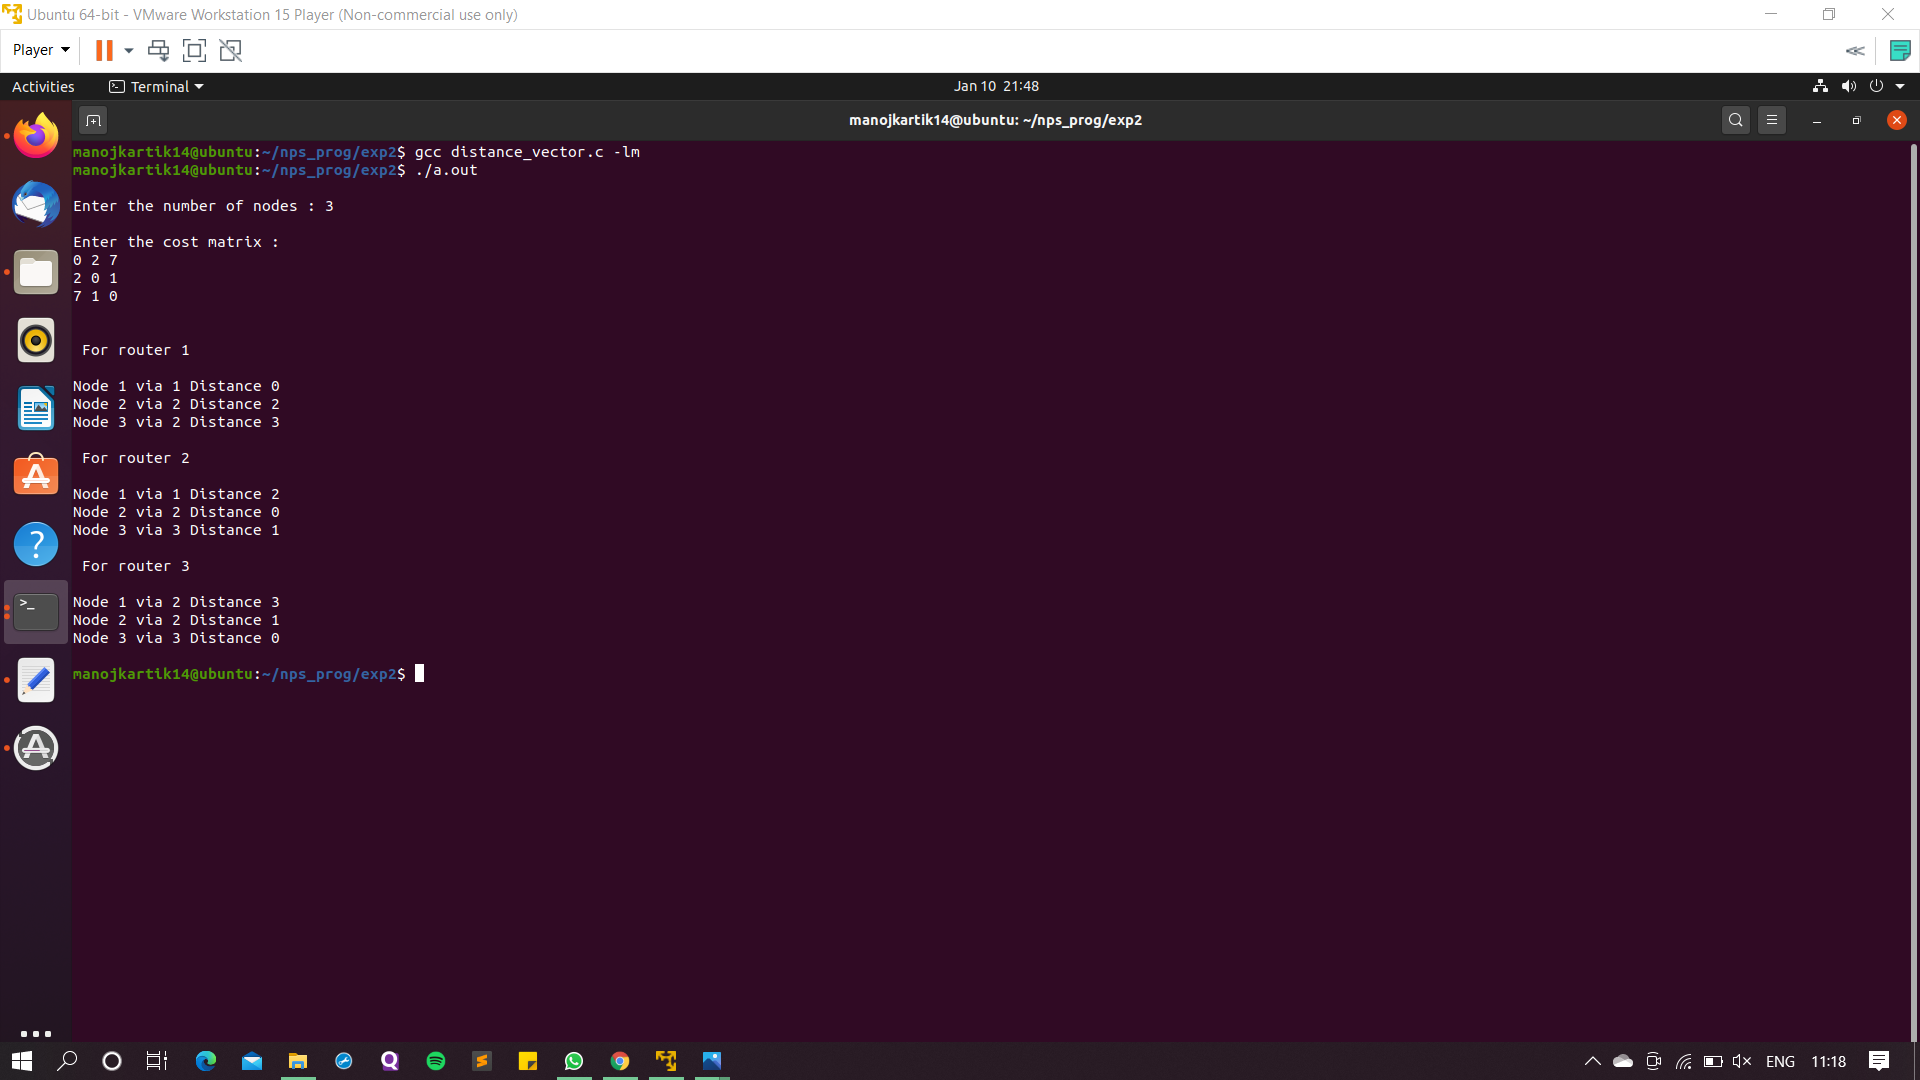 Ubuntu 64-bit - VMware Workstation 15 Player (Non-commercial use only)
Player
Activities
Terminal
Jan 10 21:48
manojkartik14@ubuntu: ~/nps_prog/exp2
manojkartik14@ubuntu:~/nps_prog/exp2$ gcc distance_vector.c -lm
manojkartik14@ubuntu:~/nps_prog/exp2$ ./a.out
Enter the number of nodes : 3
Enter the cost matrix :
0 2 7
2 0 1
7 1 0
For router 1
Node 1 via 1 Distance 0
Node 2 via 2 Distance 2
Node 3 via 2 Distance 3
For router 2
Node 1 via 1 Distance 2
Node 2 via 2 Distance 0
Node 3 via 3 Distance 1
For router 3
Node 1 via 2 Distance 3
Node 2 via 2 Distance 1
Node 3 via 3 Distance 0
manojkartik14@ubuntu:~/nps_prog/exp2$
ENG
11:18